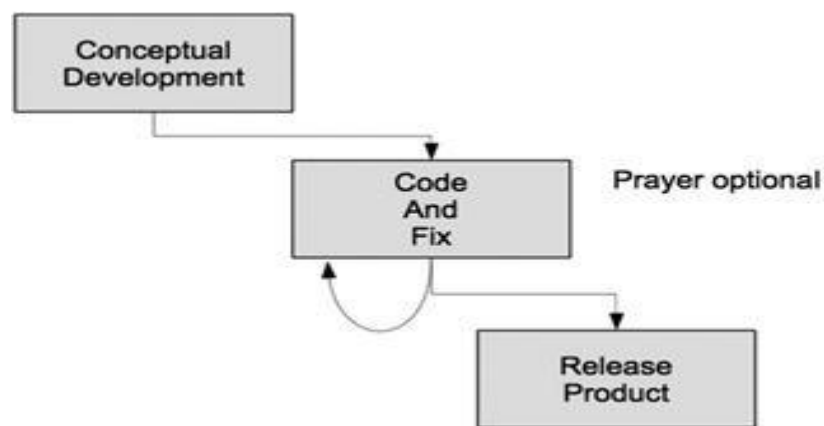 Conceptual
Development
Code
And
Fix
Prayer optional
Release
Product